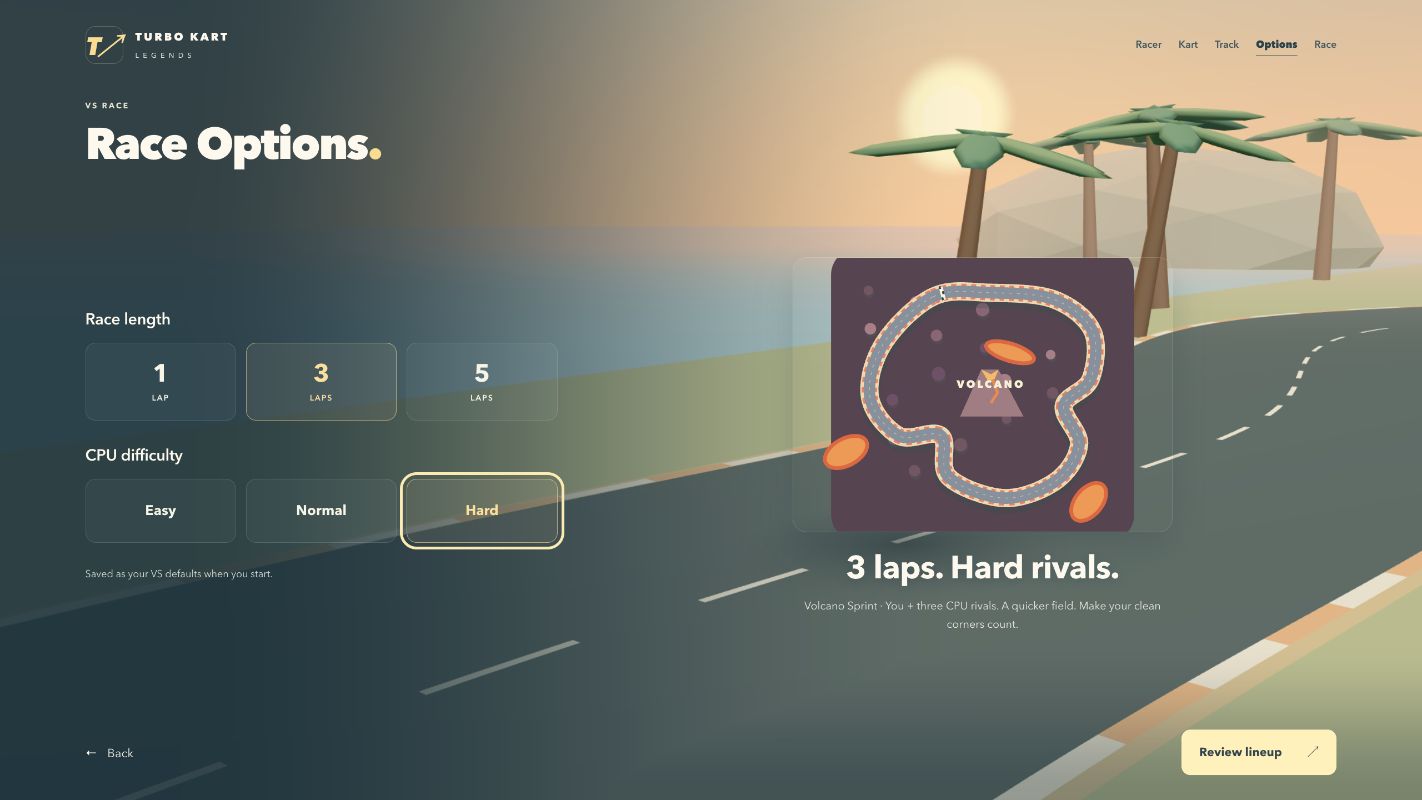 TURBO KART
LEGENDS
Racer Kart Track Options Race
VS RACE
Race Options.
Race length
1
LAP
3
LAPS
5
LAPS
CPU difficulty
Easy
Normal
Hard
Saved as your VS defaults when you start.
VOLCANO
3 laps. Hard rivals.
Volcano Sprint · You + three CPU rivals. A quicker field. Make your clean
corners count.
← Back
Review lineup